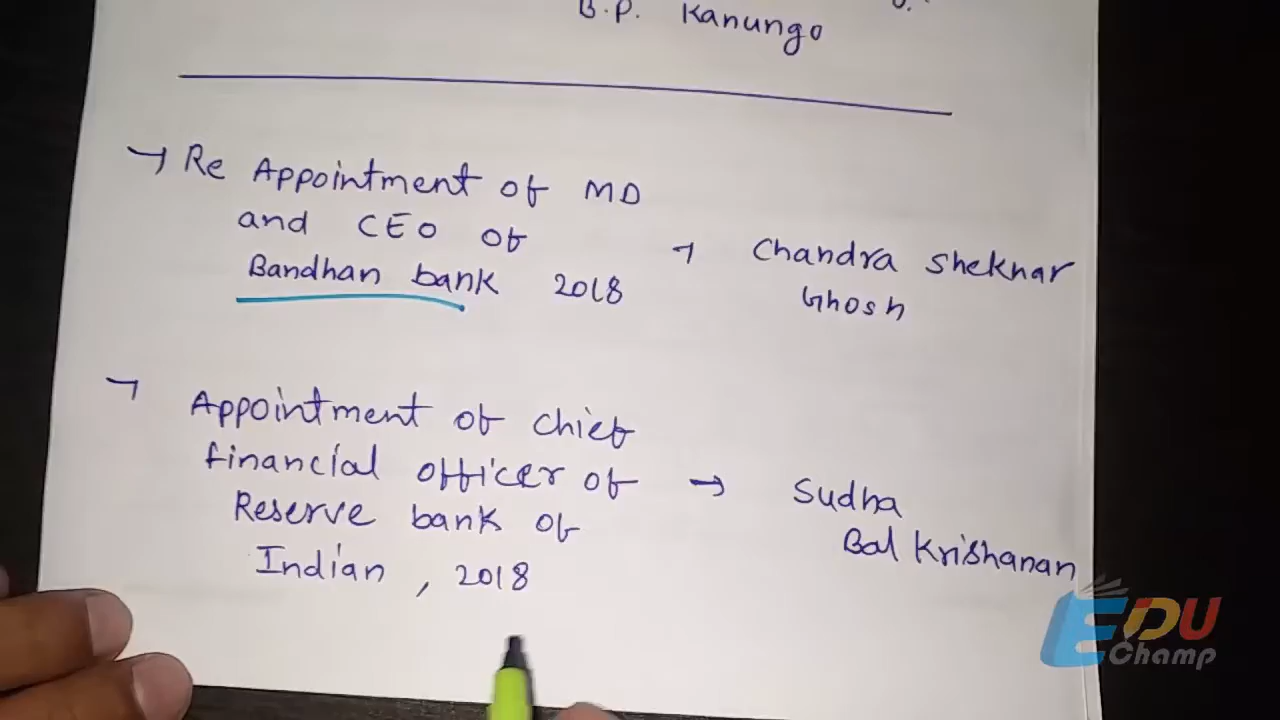 B.P. Kanungo
→ Re Appointment of MD
and CEO of
Bandhan bank 2018
→ Chandra Sheknar
Ghosh
→ Appointment of chief
financial officer of
Reserve bank of
Indian , 2018
→ Sudha
Bal Krishanan
EDU
Champ